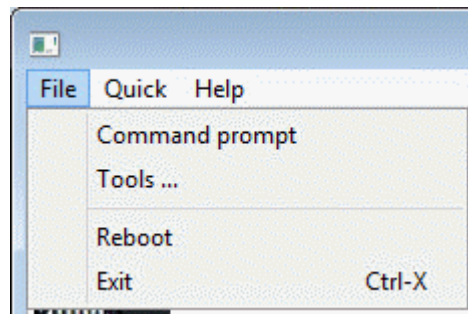 File Quick Help
Command prompt
Tools ...
Reboot
Exit Ctrl-X